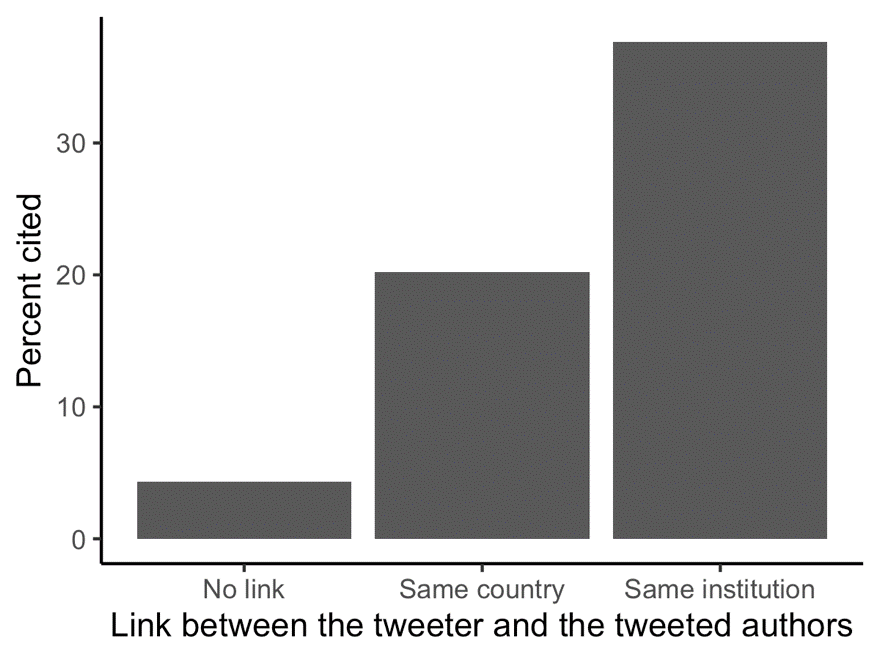 Percent cited
30
20
10
0
No link
Same country
Same institution
Link between the tweeter and the tweeted authors